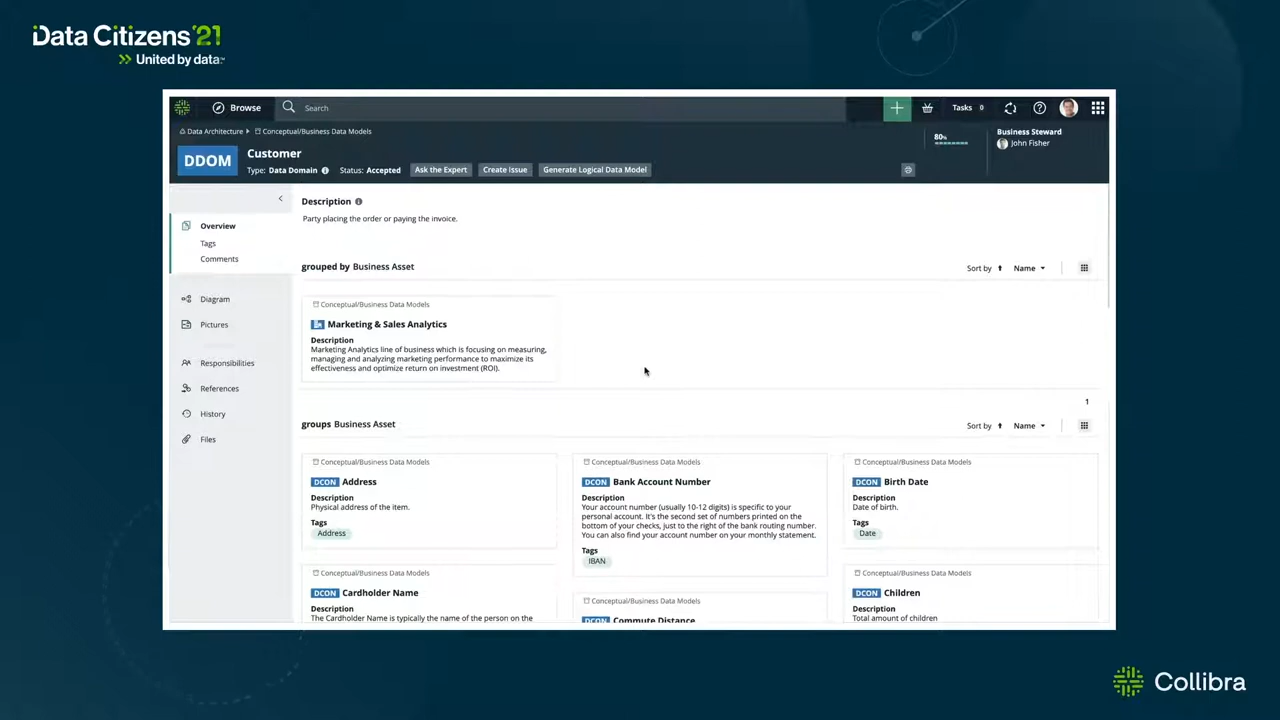 Data Citizens '21
United by data™
Browse
Search
Tasks 0
Data Architecture
Conceptual/Business Data Models
DDOM
Customer
Type: Data Domain
Status: Accepted
Ask the Expert
Create Issue
Generate Logical Data Model
80%
Business Steward
John Fisher
Overview
Tags
Comments
Diagram
Pictures
Responsibilities
References
History
Files
Description
Party placing the order or paying the invoice.
grouped by Business Asset
Sort by Name
Conceptual/Business Data Models
Marketing & Sales Analytics
Description
Marketing Analytics line of business which is focusing on measuring,
managing and analyzing marketing performance to maximize its
effectiveness and optimize return on investment (ROI).
1
groups Business Asset
Sort by Name
Conceptual/Business Data Models
DCON Address
Description
Physical address of the item.
Tags
Address
Conceptual/Business Data Models
DCON Bank Account Number
Description
Your account number (usually 10-12 digits) is specific to your
personal account. It's the second set of numbers printed on the
bottom of your checks, just to the right of the bank routing number.
You can also find your account number on your monthly statement.
Tags
IBAN
Conceptual/Business Data Models
DCON Birth Date
Description
Date of birth.
Tags
Date
Conceptual/Business Data Models
DCON Cardholder Name
Description
The Cardholder Name is typically the name of the person on the
Conceptual/Business Data Models
DCON Commute Distance
Conceptual/Business Data Models
DCON Children
Description
Total amount of children
Collibra